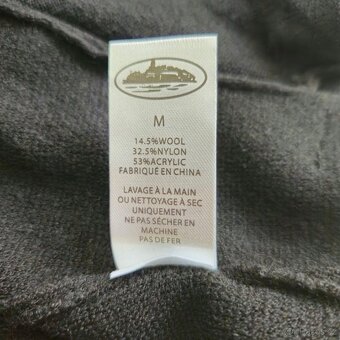 M
14.5%WOOL
32.5%NYLON
53%ACRYLIC
FABRIQUÉ EN CHINA
LAVAGE À LA MAIN
OU NETTOYAGE À SEC
UNIQUEMENT
NE PAS SÉCHER EN
MACHINE
PAS DE FER